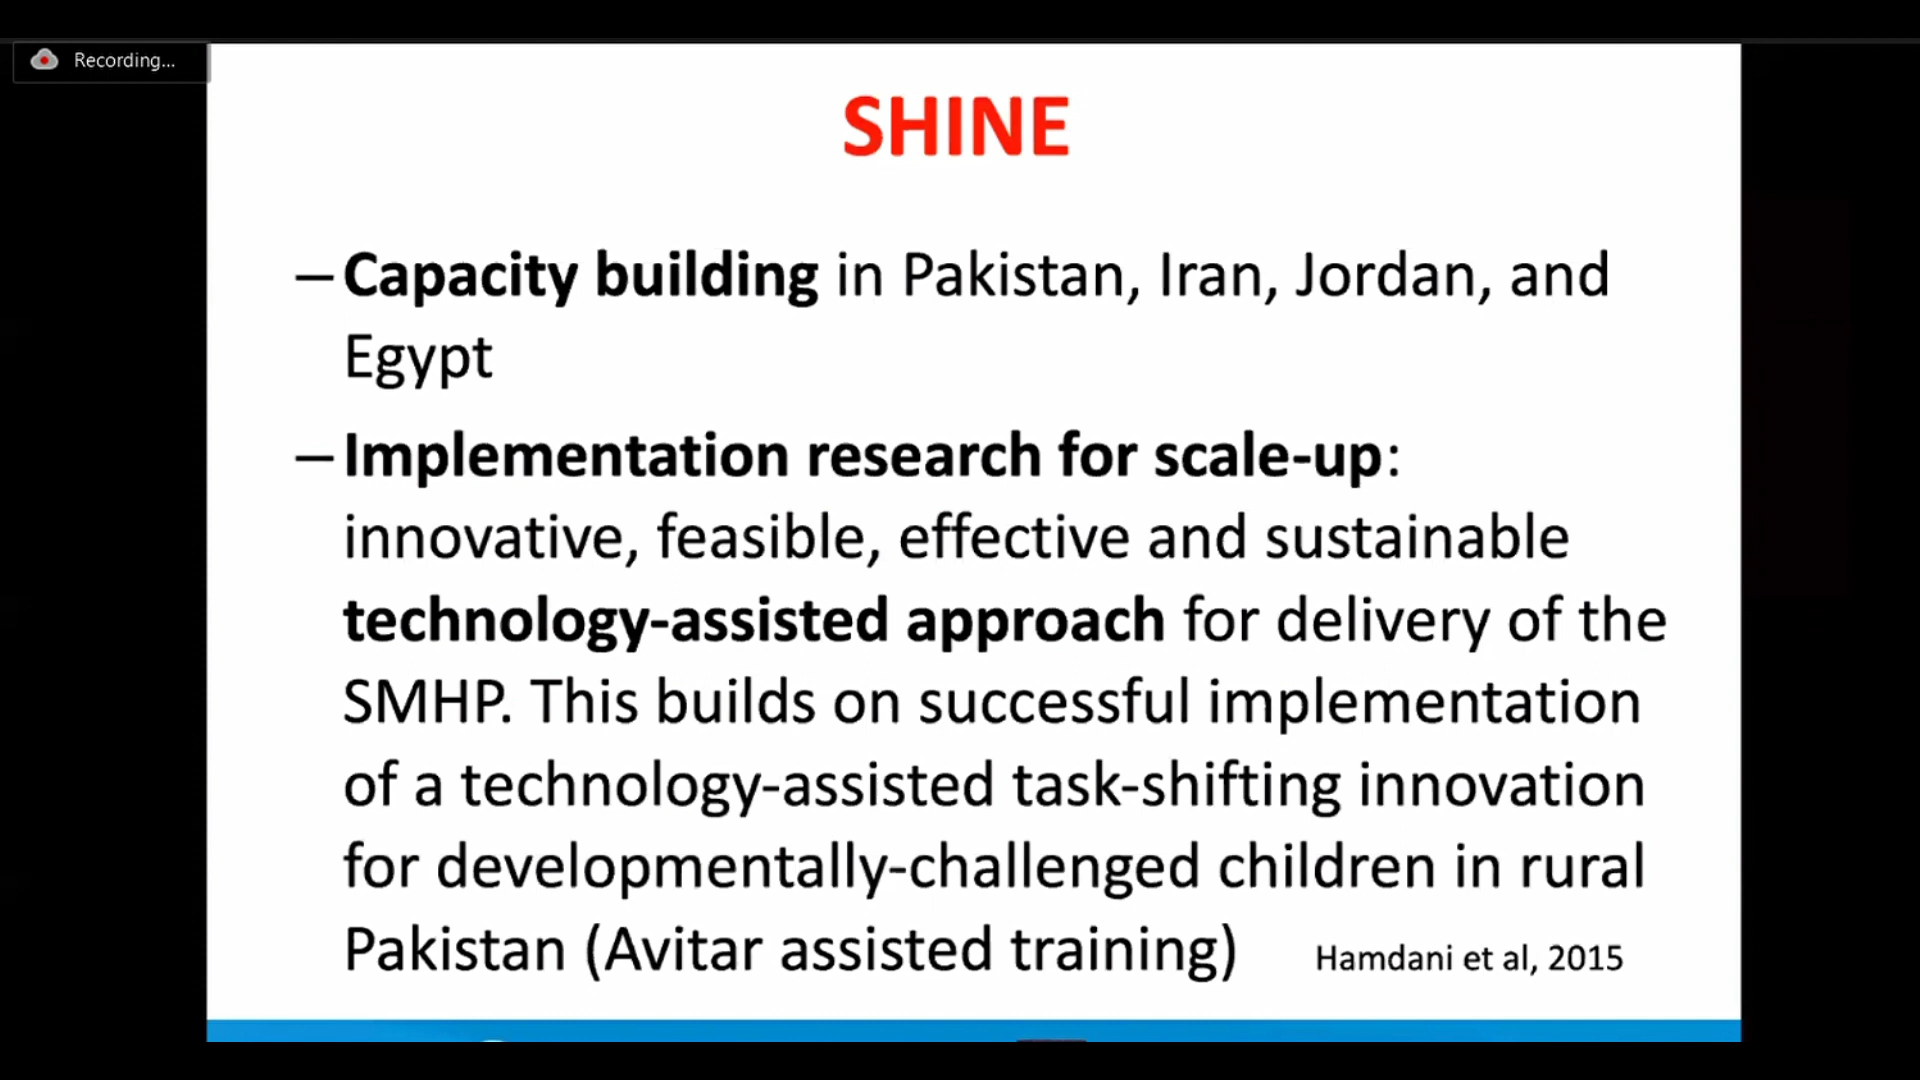 Recording...
SHINE
– Capacity building in Pakistan, Iran, Jordan, and
Egypt
– Implementation research for scale-up:
innovative, feasible, effective and sustainable
technology-assisted approach for delivery of the
SMHP. This builds on successful implementation
of a technology-assisted task-shifting innovation
for developmentally-challenged children in rural
Pakistan (Avitar assisted training) Hamdani et al, 2015